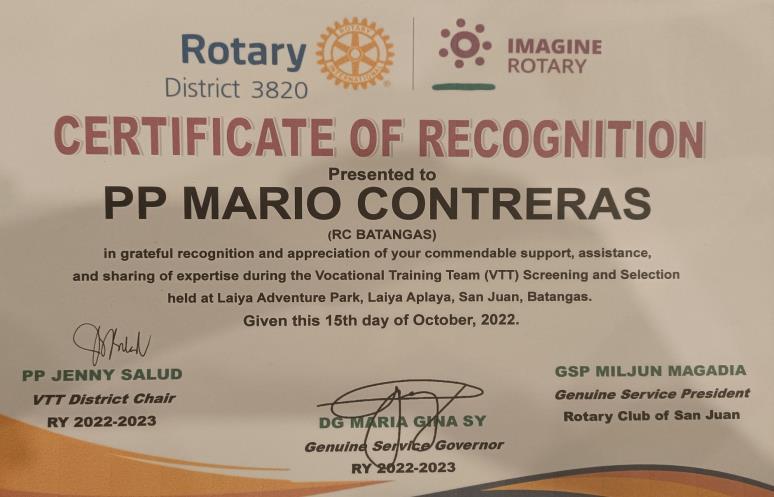 Rotary
District 3820
ROTARY
INTERNATIONAL
IMAGINE
ROTARY
CERTIFICATE OF RECOGNITION
Presented to
PP MARIO CONTRERAS
(RC BATANGAS)
in grateful recognition and appreciation of your commendable support, assistance,
and sharing of expertise during the Vocational Training Team (VTT) Screening and Selection
held at Laiya Adventure Park, Laiya Aplaya, San Juan, Batangas.
Given this 15th day of October, 2022.
PP JENNY SALUD
VTT District Chair
RY 2022-2023
DG MARIA GINA SY
Genuine Service Governor
RY 2022-2023
GSP MILJUN MAGADIA
Genuine Service President
Rotary Club of San Juan